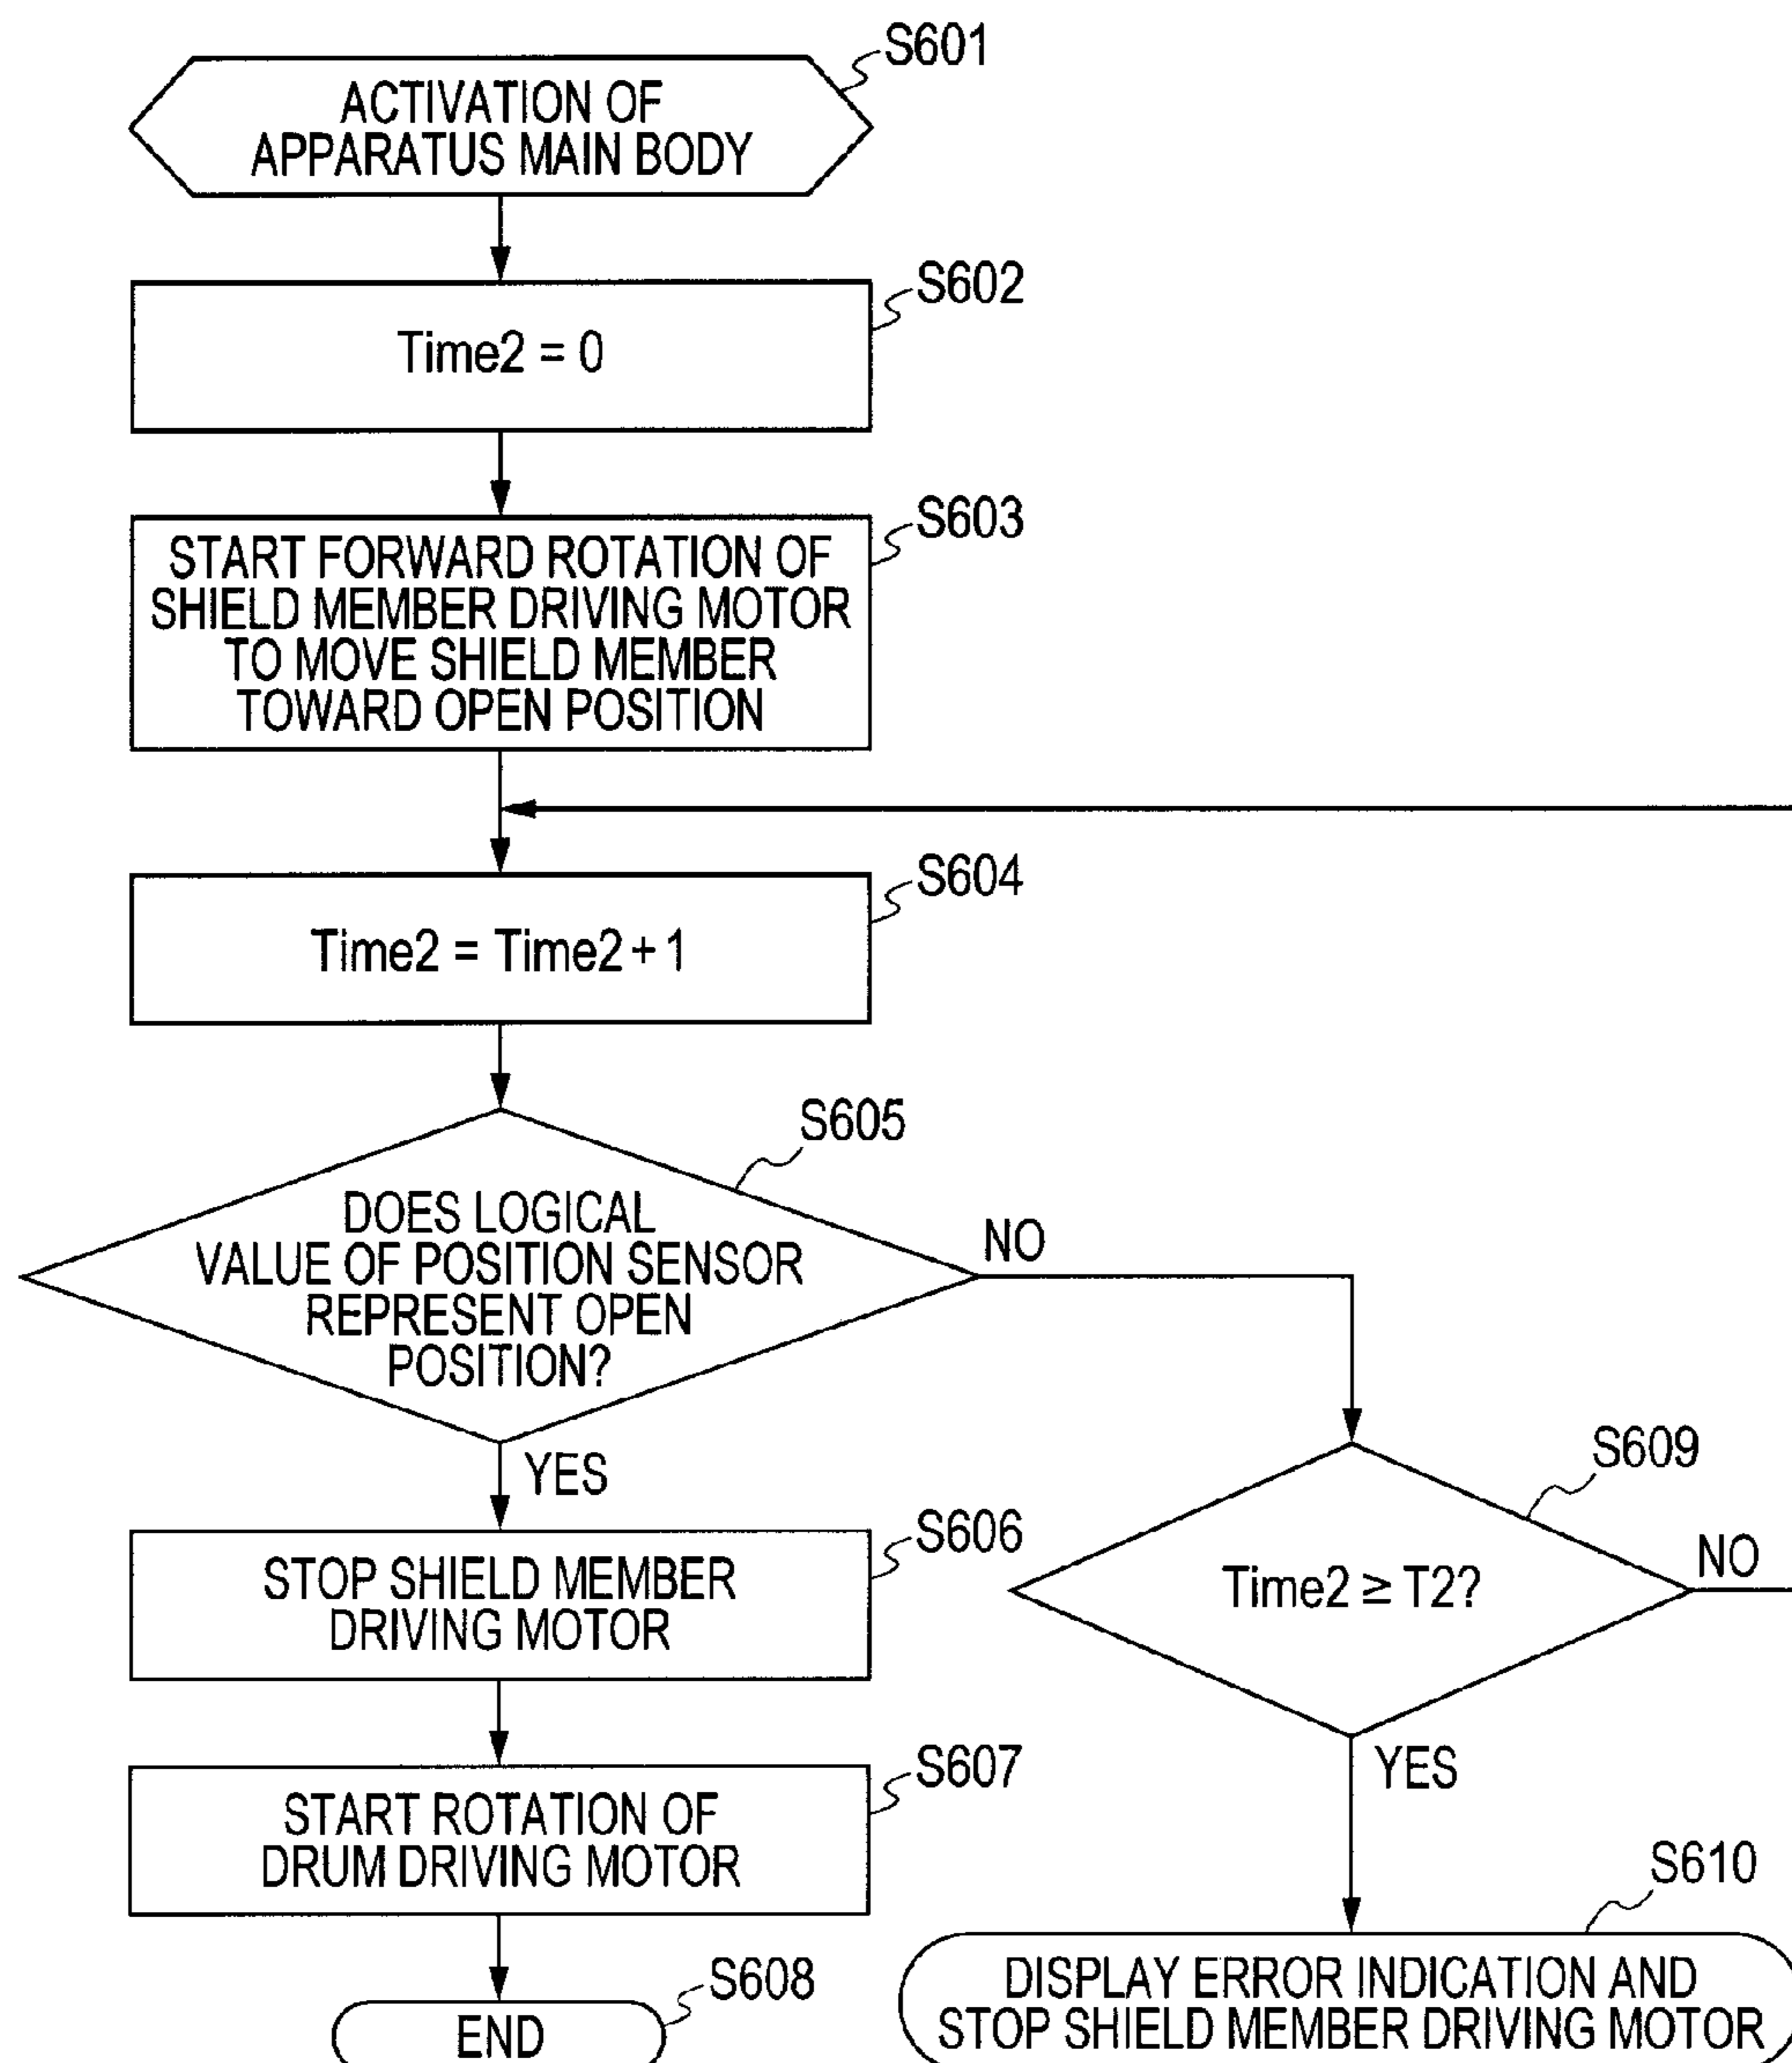 S601
ACTIVATION OF
APPARATUS MAIN BODY
S602
Time2 = 0
S603
START FORWARD ROTATION OF
SHIELD MEMBER DRIVING MOTOR
TO MOVE SHIELD MEMBER
TOWARD OPEN POSITION
S604
Time2 = Time2 + 1
S605
DOES LOGICAL
VALUE OF POSITION SENSOR
REPRESENT OPEN
POSITION?
NO
YES
S606
STOP SHIELD MEMBER
DRIVING MOTOR
S607
START ROTATION OF
DRUM DRIVING MOTOR
S608
END
S609
Time2 ≥ T2?
NO
YES
S610
DISPLAY ERROR INDICATION AND
STOP SHIELD MEMBER DRIVING MOTOR